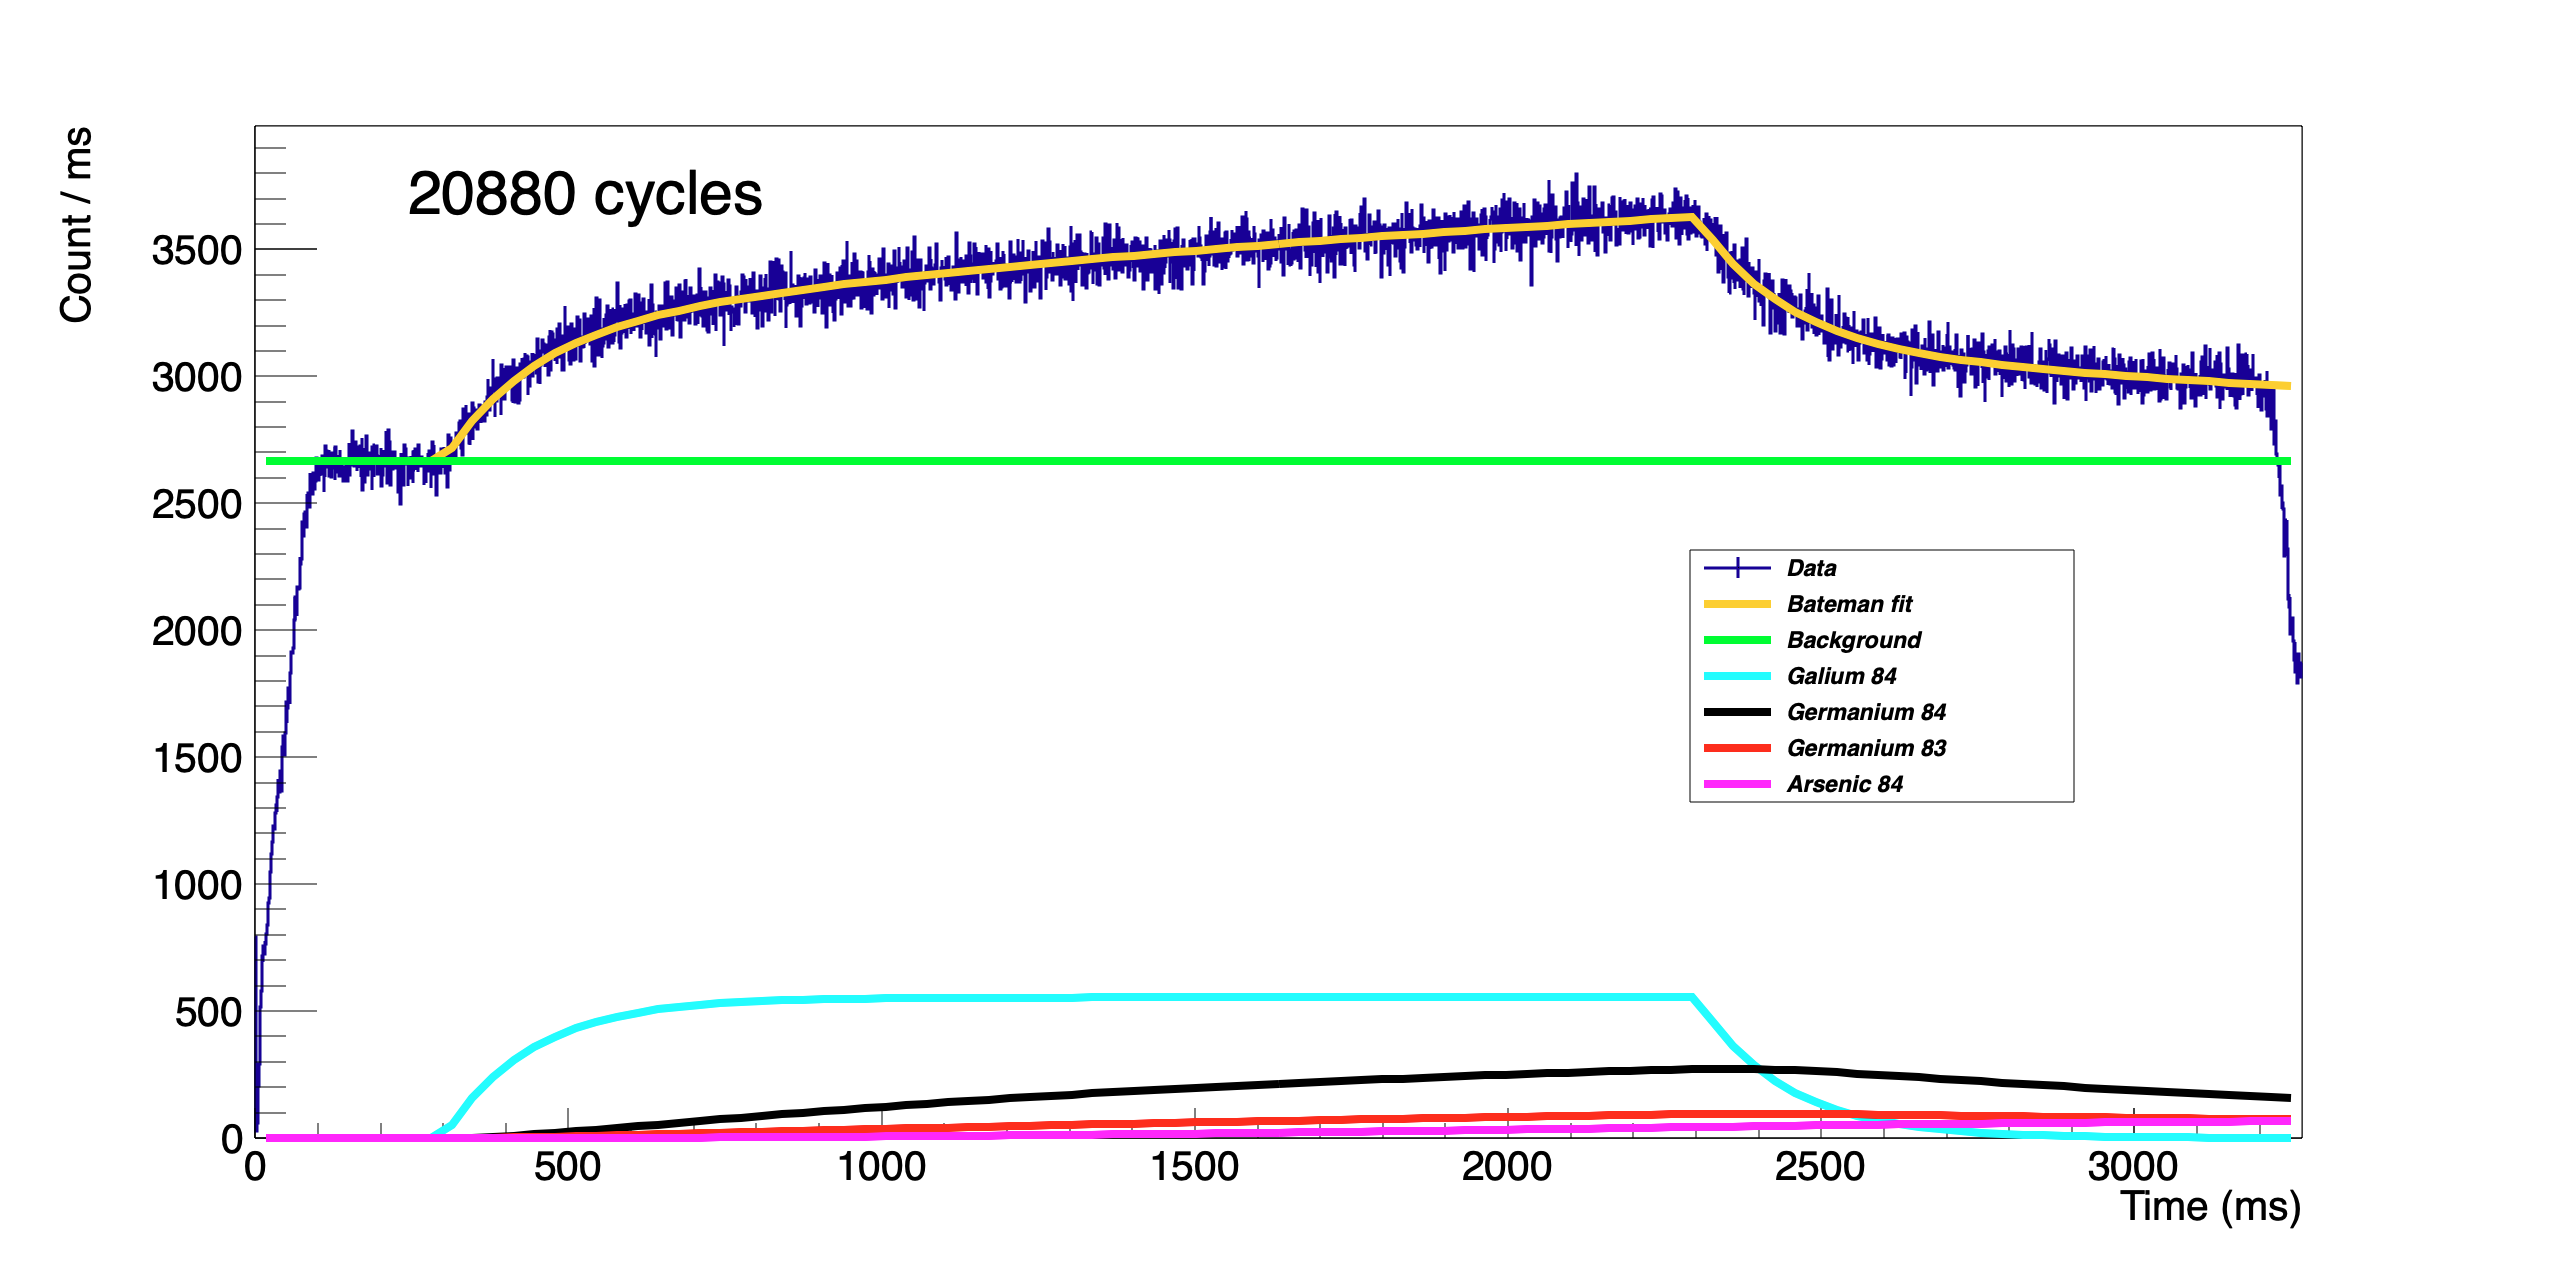 Count / ms
20880 cycles
3500
3000
2500
2000
1500
1000
500
0
Data
Bateman fit
Background
Galium 84
Germanium 84
Germanium 83
Arsenic 84
0 500 1000 1500 2000 2500 3000
Time (ms)